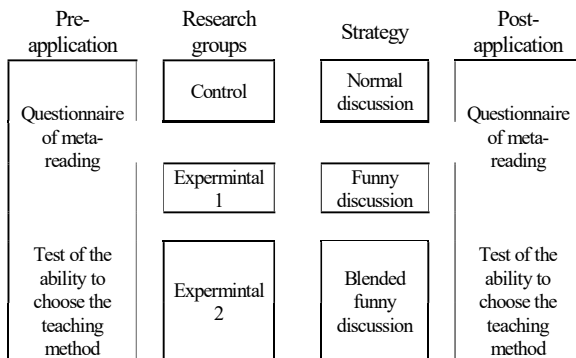 Pre-
application
Research
groups
Strategy
Post-
application
Questionnaire
of meta-
reading
Test of the
ability to
choose the
teaching
method
Control
Expermintal
1
Expermintal
2
Normal
discussion
Funny
discussion
Blended
funny
discussion
Questionnaire
of meta-
reading
Test of the
ability to
choose the
teaching
method